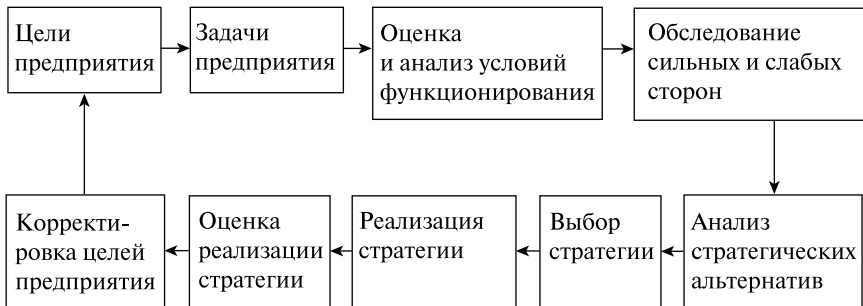 Цели
предприятия
Задачи
предприятия
Оценка
и анализ условий
функционирования
Обследование
сильных и слабых
сторон
Анализ
стратегических
альтернатив
Выбор
стратегии
Реализация
стратегии
Оценка
реализации
стратегии
Корректи-
ровка целей
предприятия